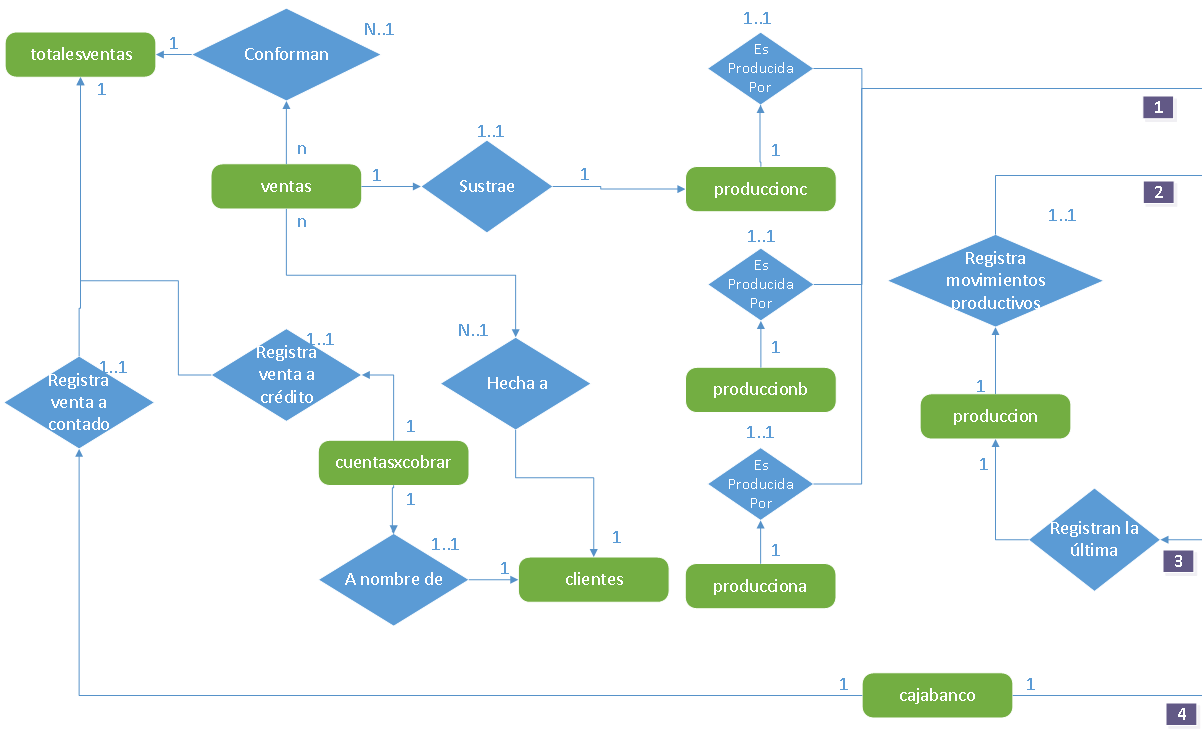 1..1
N..1
1
totalesventas
Conforman
Es
Producida
Por
1
1
n
1..1
1
ventas
1
Sustrae
1
produccionc
2
n
1..1
1..1
Es
Producida
Por
Registra
movimientos
productivos
N..1
1..1
Registra
venta a
crédito
1
1..1
Registra
venta a
contado
Hecha a
produccionb
1
produccion
1
1..1
cuentasxcobrar
Es
Producida
Por
1
1
Registran la
última
1..1
1
1
3
A nombre de
1
clientes
producciona
1
cajabanco
1
4